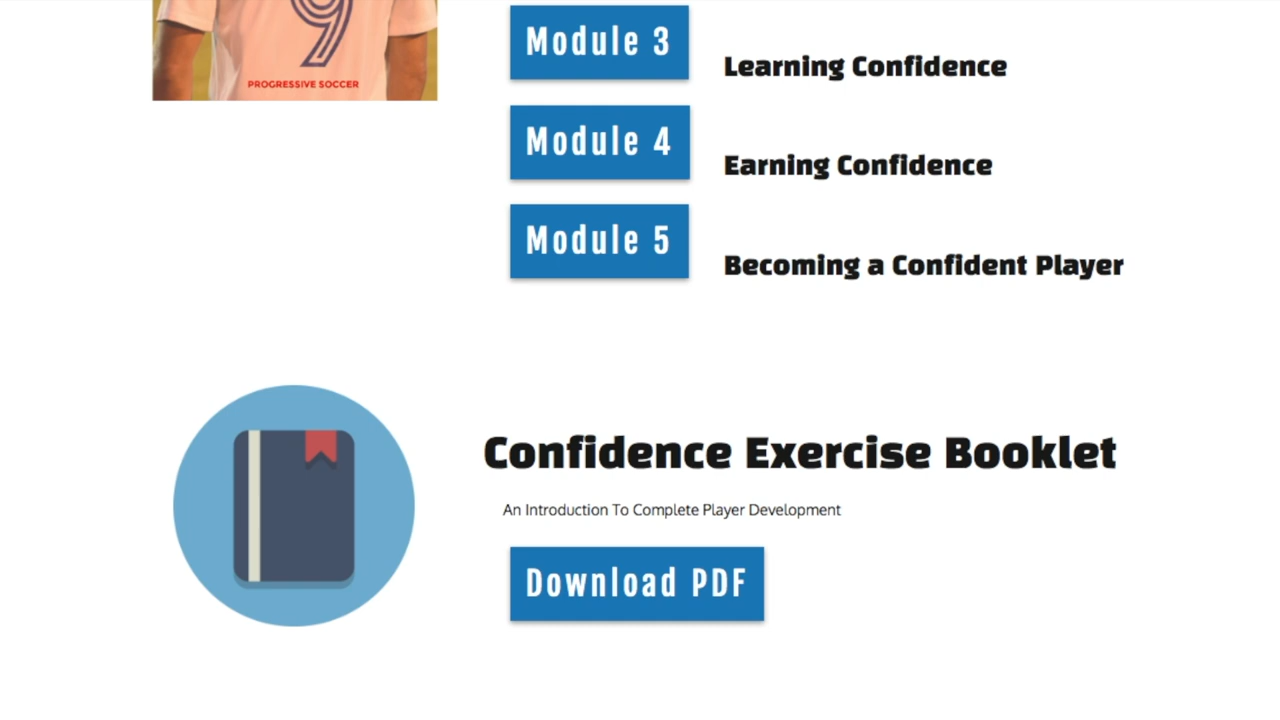 9
PROGRESSIVE SOCCER
Module 3
Learning Confidence
Module 4
Earning Confidence
Module 5
Becoming a Confident Player
Confidence Exercise Booklet
An Introduction To Complete Player Development
Download PDF